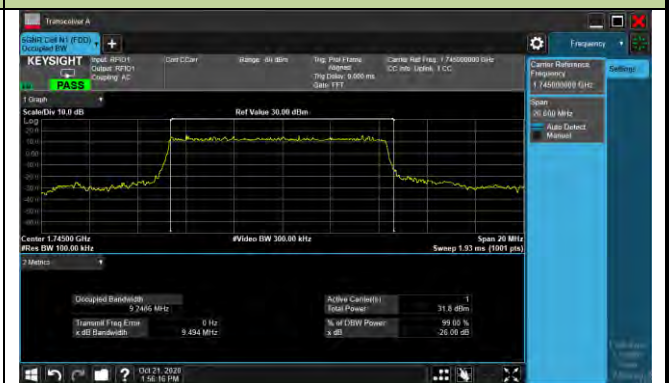 Transceiver A
5GNR Cell N1 (FDD)
Occupied BW
Frequency
KEYSIGHT
Input: RFIO1
Output: RFIO1
Coupling: AC
PASS
Corr CCorr
Trig: Prd Frame
Aligned
Trig Delay: 0.000 ms
Gate: FFT
Carrier Ref Freq: 1.745000000 GHz
CC Info: Uplink, 1 CC
Carrier Reference
Frequency
1.745000000 GHz
Settings
Span
20.000 MHz
Auto Detect
Manual
1 Graph
Scale/Div 10.0 dB
Ref Value 30.00 dBm
Log
Center 1.74500 GHz
#Video BW 300.00 kHz
Span 20 MHz
#Res BW 100.00 kHz
Sweep 1.93 ms (1001 pts)
2 Metrics
Occupied Bandwidth
9.2486 MHz
Active Carrier(s)
1
Total Power
31.8 dBm
Transmit Freq Error
0 Hz
% of OBW Power
99.00 %
x dB Bandwidth
9.494 MHz
x dB
-26.00 dB
Oct 21, 2020
1:56:16 PM